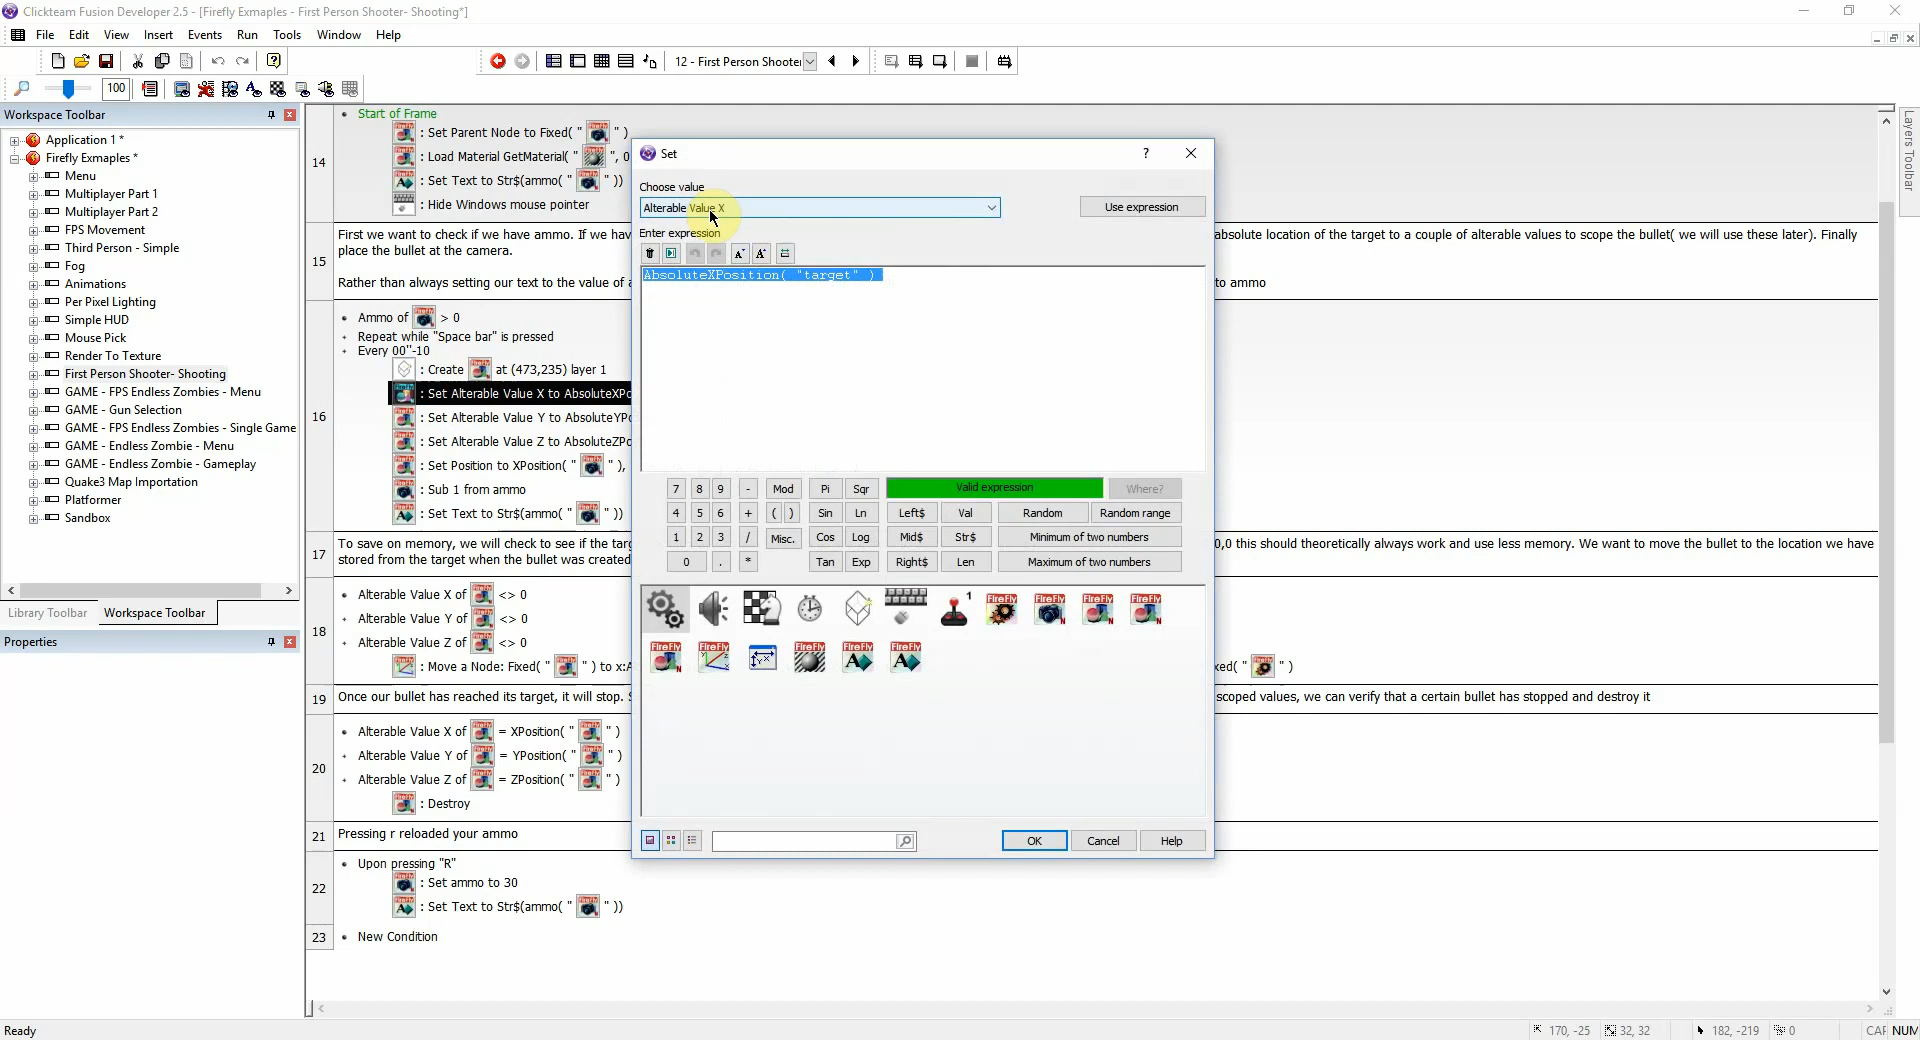 Clickteam Fusion Developer 2.5 - [Firefly Exmaples - First Person Shooter- Shooting*]
File Edit View Insert Events Run Tools Window Help
12 - First Person Shooter
100
Workspace Toolbar
Application 1 *
Firefly Exmaples *
Menu
Multiplayer Part 1
Multiplayer Part 2
FPS Movement
Third Person - Simple
Fog
Animations
Per Pixel Lighting
Simple HUD
Mouse Pick
Render To Texture
First Person Shooter- Shooting
GAME - FPS Endless Zombies - Menu
GAME - Gun Selection
GAME - FPS Endless Zombies - Single Game
GAME - Endless Zombie - Menu
GAME - Endless Zombie - Gameplay
Quake3 Map Importation
Platformer
Sandbox
Library Toolbar Workspace Toolbar
Properties
Layers Toolbar
14
Start of Frame
: Set Parent Node to Fixed( " " )
: Load Material GetMaterial( " ", 0
: Set Text to Str$(ammo( " " ))
: Hide Windows mouse pointer
15
First we want to check if we have ammo. If we hav absolute location of the target to a couple of alterable values to scope the bullet( we will use these later). Finally
place the bullet at the camera.
Rather than always setting our text to the value of a to ammo
16
Ammo of > 0
Repeat while "Space bar" is pressed
Every 00''-10
: Create at (473,235) layer 1
: Set Alterable Value X to AbsoluteXPo
: Set Alterable Value Y to AbsoluteYPo
: Set Alterable Value Z to AbsoluteZPo
: Set Position to XPosition( " " ),
: Sub 1 from ammo
: Set Text to Str$(ammo( " " ))
17
To save on memory, we will check to see if the targ 0,0 this should theoretically always work and use less memory. We want to move the bullet to the location we have
stored from the target when the bullet was created
18
Alterable Value X of <> 0
Alterable Value Y of <> 0
Alterable Value Z of <> 0
: Move a Node: Fixed( " " ) to x:A xed( " " )
19
Once our bullet has reached its target, it will stop. S scoped values, we can verify that a certain bullet has stopped and destroy it
20
Alterable Value X of = XPosition( " " )
Alterable Value Y of = YPosition( " " )
Alterable Value Z of = ZPosition( " " )
: Destroy
21
Pressing r reloaded your ammo
22
Upon pressing "R"
: Set ammo to 30
: Set Text to Str$(ammo( " " ))
23
New Condition
Set
Choose value
Alterable Value X
Use expression
Enter expression
AbsoluteXPosition( "target" )
7 8 9 - Mod Pi Sqr Valid expression Where?
4 5 6 + ( ) Sin Ln Left$ Val Random Random range
1 2 3 / Misc. Cos Log Mid$ Str$ Minimum of two numbers
0 . * Tan Exp Right$ Len Maximum of two numbers
OK Cancel Help
Ready
170, -25 32, 32 182, -219 0 CAP NUM